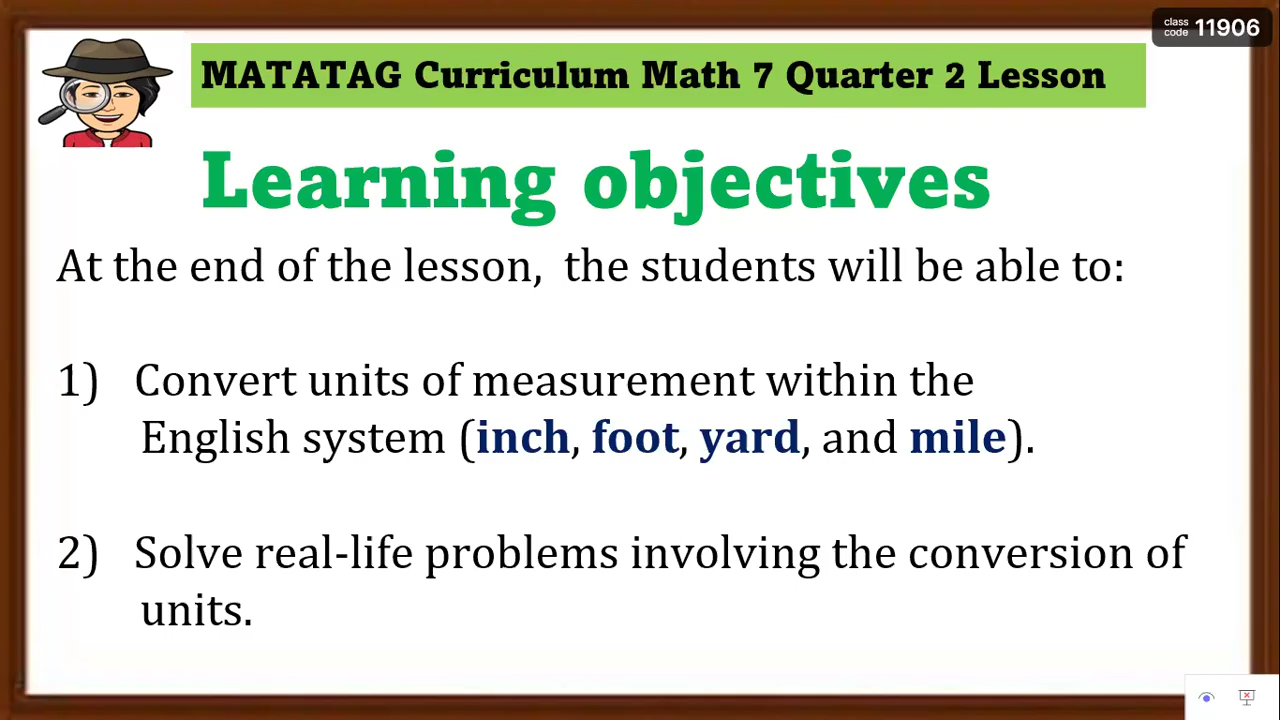 class
code 11906
MATATAG Curriculum Math 7 Quarter 2 Lesson
Learning objectives
At the end of the lesson, the students will be able to:
1) Convert units of measurement within the
English system (inch, foot, yard, and mile).
2) Solve real-life problems involving the conversion of
units.